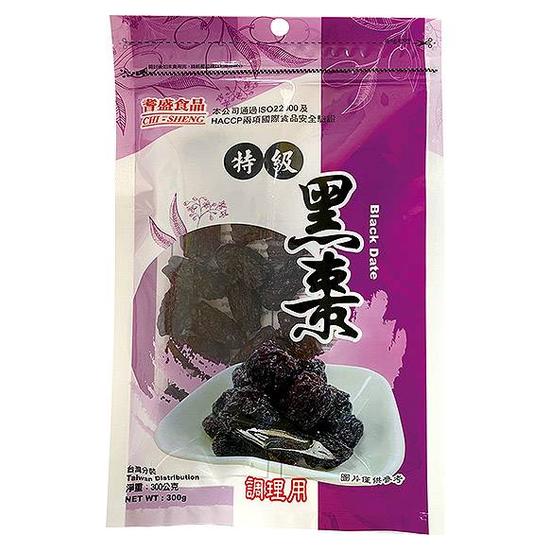 耆盛食品
CHI-SHENG
本公司通過ISO22000及
HACCP兩項國際食品安全驗證
特級
黑棗
Black Date
台灣分裝
Taiwan Distribution
淨重：300公克
NET WT : 300g
調理用
圖片僅供參考